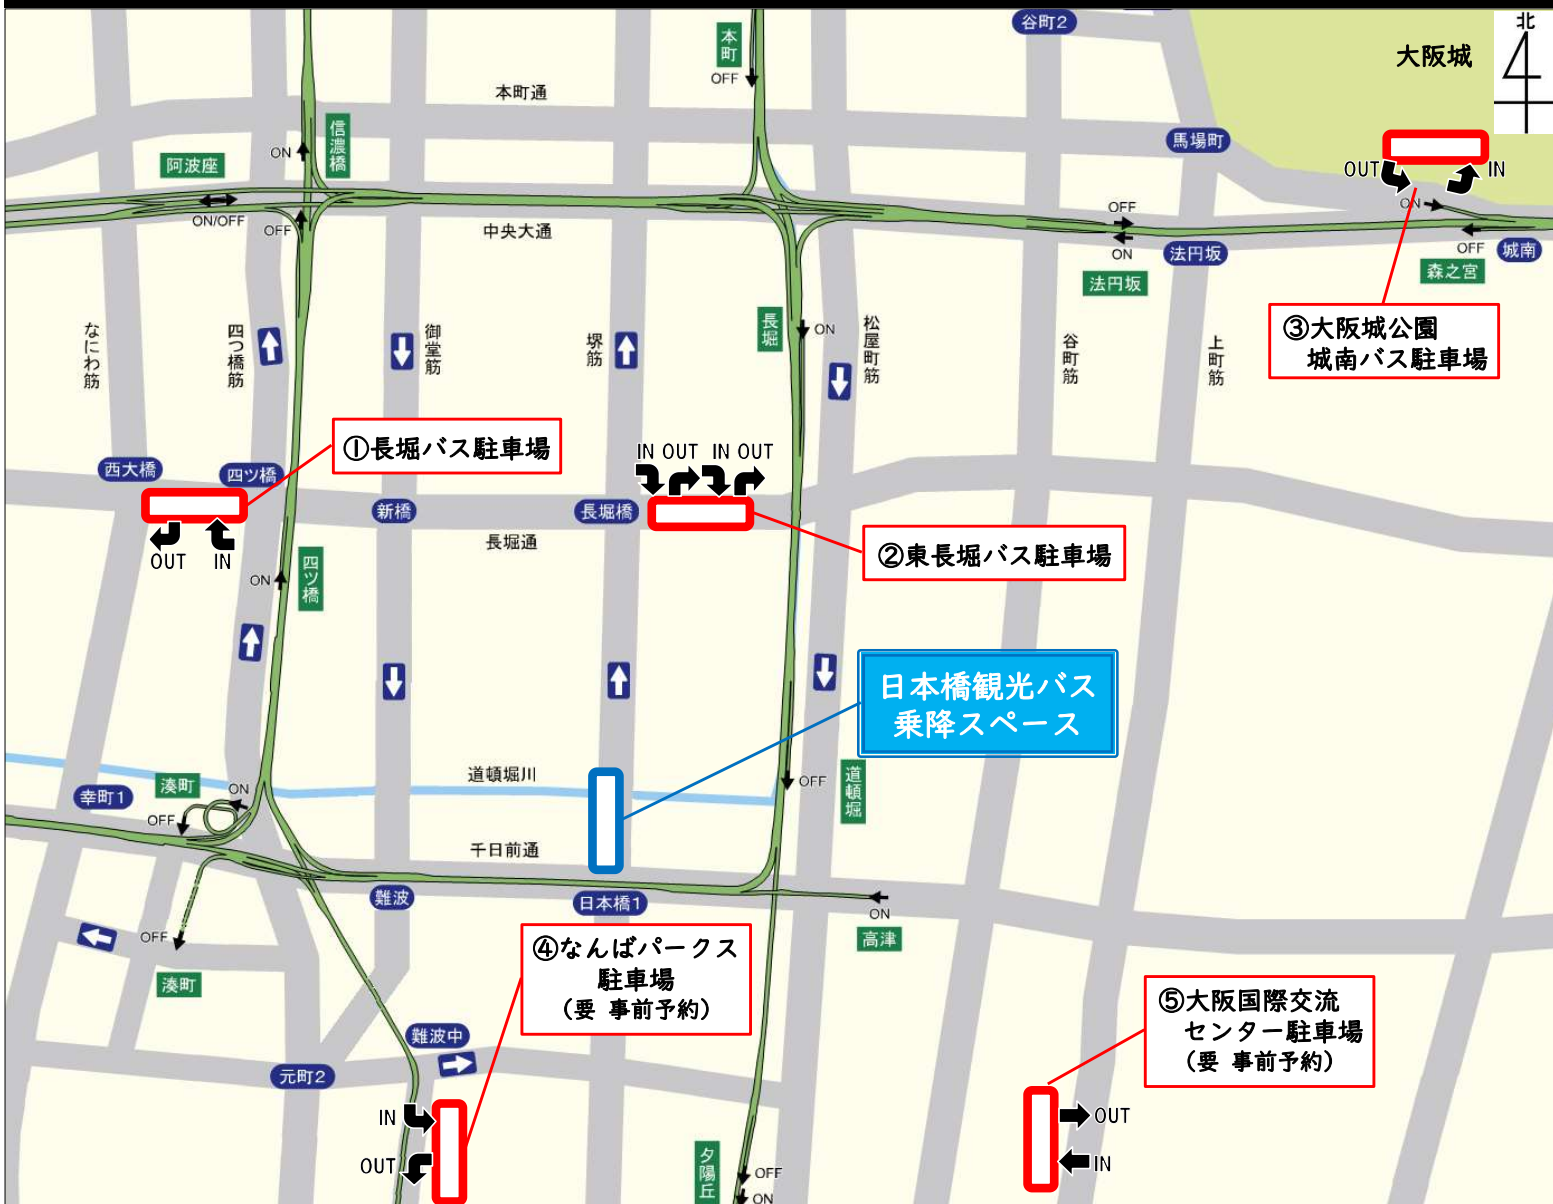 谷町2
北
本町
大阪城
OFF
本町通
信濃橋
馬場町
ON
阿波座
OUT
IN
ON/OFF
OFF
中央大通
OFF
ON
ON
OFF
法円坂
城南
法円坂
森之宮
なにわ筋
四つ橋筋
御堂筋
堺筋
長堀
ON
松屋町筋
谷町筋
上町筋
③大阪城公園
城南バス駐車場
①長堀バス駐車場
IN OUT IN OUT
西大橋
四ツ橋
新橋
長堀橋
長堀通
OUT
IN
②東長堀バス駐車場
ON
四ツ橋
日本橋観光バス
乗降スペース
道頓堀川
湊町
ON
幸町1
OFF
OFF
道頓堀
千日前通
難波
日本橋1
ON
高津
OFF
湊町
④なんばパークス
駐車場
(要 事前予約)
⑤大阪国際交流
センター駐車場
(要 事前予約)
難波中
元町2
IN
OUT
OUT
IN
夕陽丘
OFF
ON